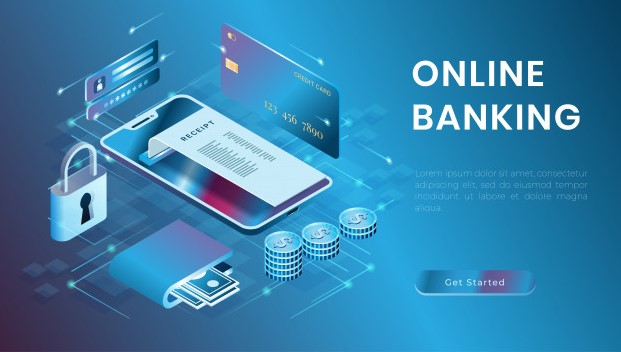 CREDIT CARD
123 456 7800
RECEIPT
ONLINE
BANKING
Lorem ipsum dolor sit amet, consectetur
adipiscing elit, sed do eiusmod tempor
incididunt ut labore et dolore magna
aliqua.
Get Started